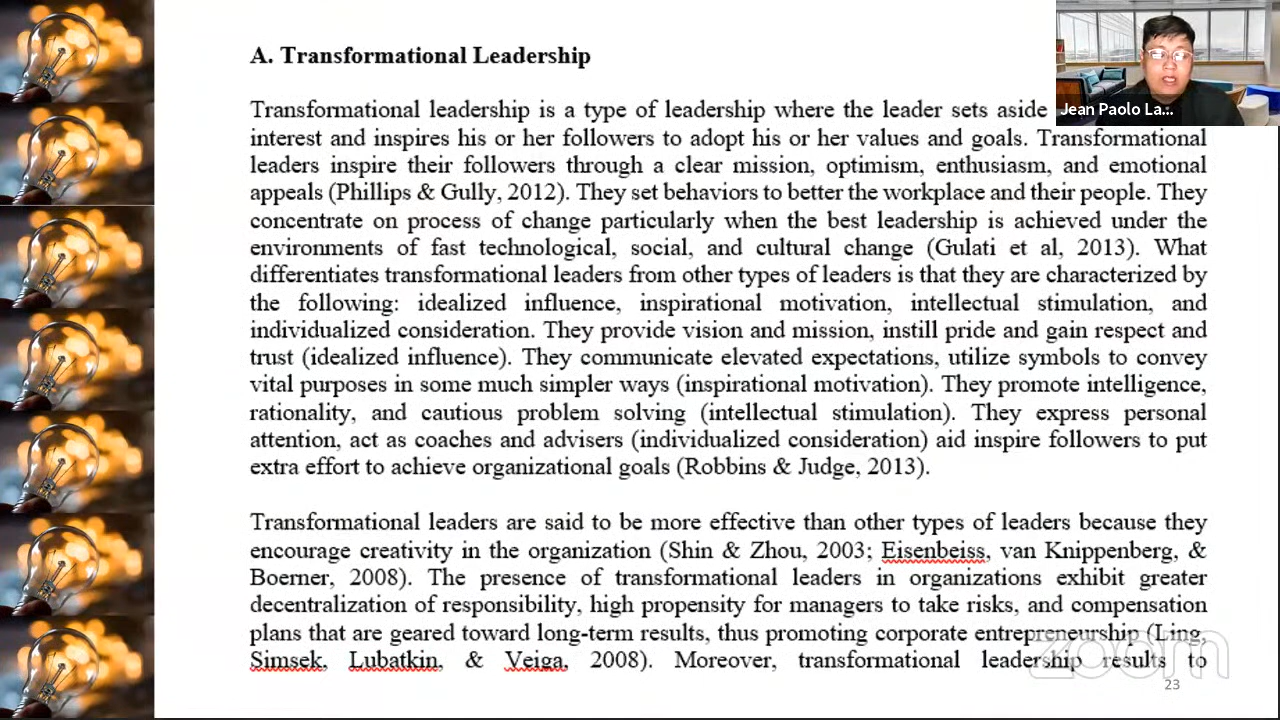 A. Transformational Leadership
Transformational leadership is a type of leadership where the leader sets aside
interest and inspires his or her followers to adopt his or her values and goals. Transformational
leaders inspire their followers through a clear mission, optimism, enthusiasm, and emotional
appeals (Phillips & Gully, 2012). They set behaviors to better the workplace and their people. They
concentrate on process of change particularly when the best leadership is achieved under the
environments of fast technological, social, and cultural change (Gulati et al, 2013). What
differentiates transformational leaders from other types of leaders is that they are characterized by
the following: idealized influence, inspirational motivation, intellectual stimulation, and
individualized consideration. They provide vision and mission, instill pride and gain respect and
trust (idealized influence). They communicate elevated expectations, utilize symbols to convey
vital purposes in some much simpler ways (inspirational motivation). They promote intelligence,
rationality, and cautious problem solving (intellectual stimulation). They express personal
attention, act as coaches and advisers (individualized consideration) aid inspire followers to put
extra effort to achieve organizational goals (Robbins & Judge, 2013).
Transformational leaders are said to be more effective than other types of leaders because they
encourage creativity in the organization (Shin & Zhou, 2003; Eisenbeiss, van Knippenberg, &
Boerner, 2008). The presence of transformational leaders in organizations exhibit greater
decentralization of responsibility, high propensity for managers to take risks, and compensation
plans that are geared toward long-term results, thus promoting corporate entrepreneurship (Ling,
Simsek, Lubatkin, & Veiga, 2008). Moreover, transformational leadership results to
23
Jean Paolo La...
zoom